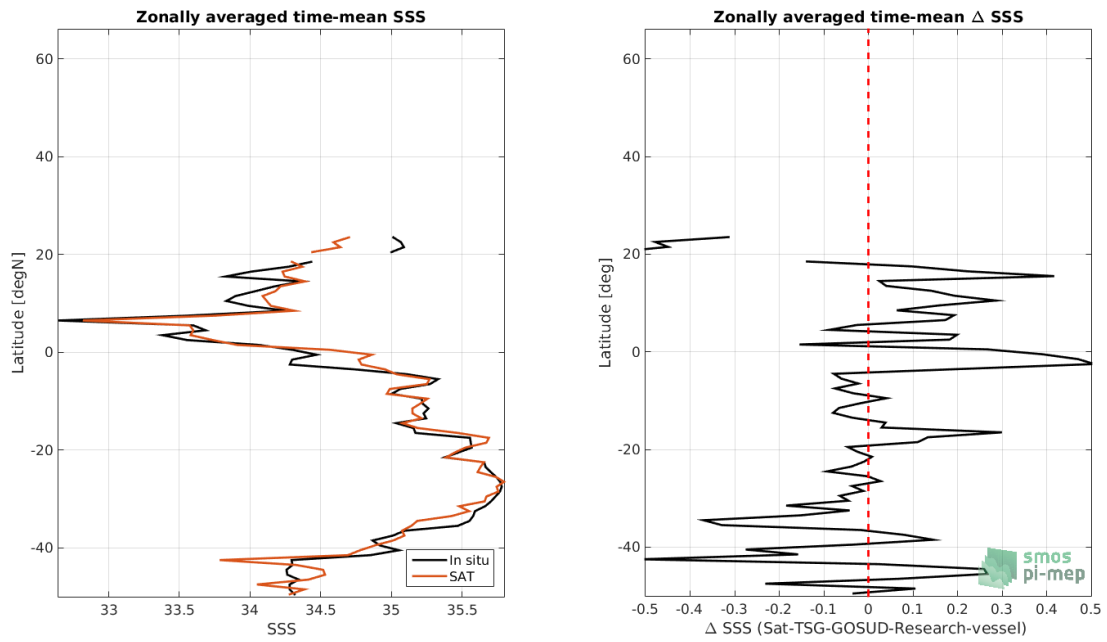 Zonally averaged time-mean SSS
60
40
20
0
-20
-40
Latitude [degN]
33
33.5
34
34.5
35
35.5
SSS
In situ
SAT
Zonally averaged time-mean Δ SSS
60
40
20
0
-20
-40
Latitude [deg]
-0.5
-0.4
-0.3
-0.2
-0.1
0
0.1
0.2
0.3
0.4
0.5
Δ SSS (Sat-TSG-GOSUD-Research-vessel)
smos
pi-mep